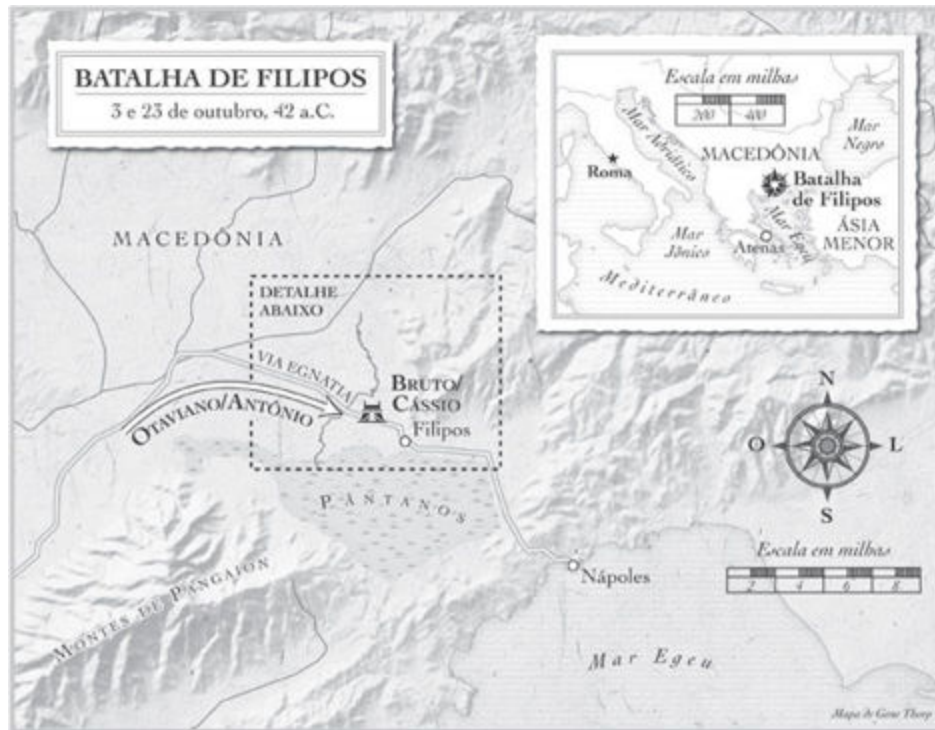 BATALHA DE FILIPOS
3 e 23 de outubro, 42 a.C.
Escala em milhas
200
400
Mar Adriático
Mar
Negro
MACEDÔNIA
Roma
Batalha
de Filipos
Mar Egeu
ÁSIA
MENOR
Mar
Jônico
Atenas
Mediterrâneo
MACEDÔNIA
DETALHE
ABAIXO
VIA EGNATIA
BRUTO/
CÁSSIO
Filipos
OTAVIANO/ANTÔNIO
PÂNTANOS
N
O
L
S
Escala em milhas
2
4
6
8
Nápoles
MONTES DE PANGAION
Mar Egeu
Mapa de Gene Thorp